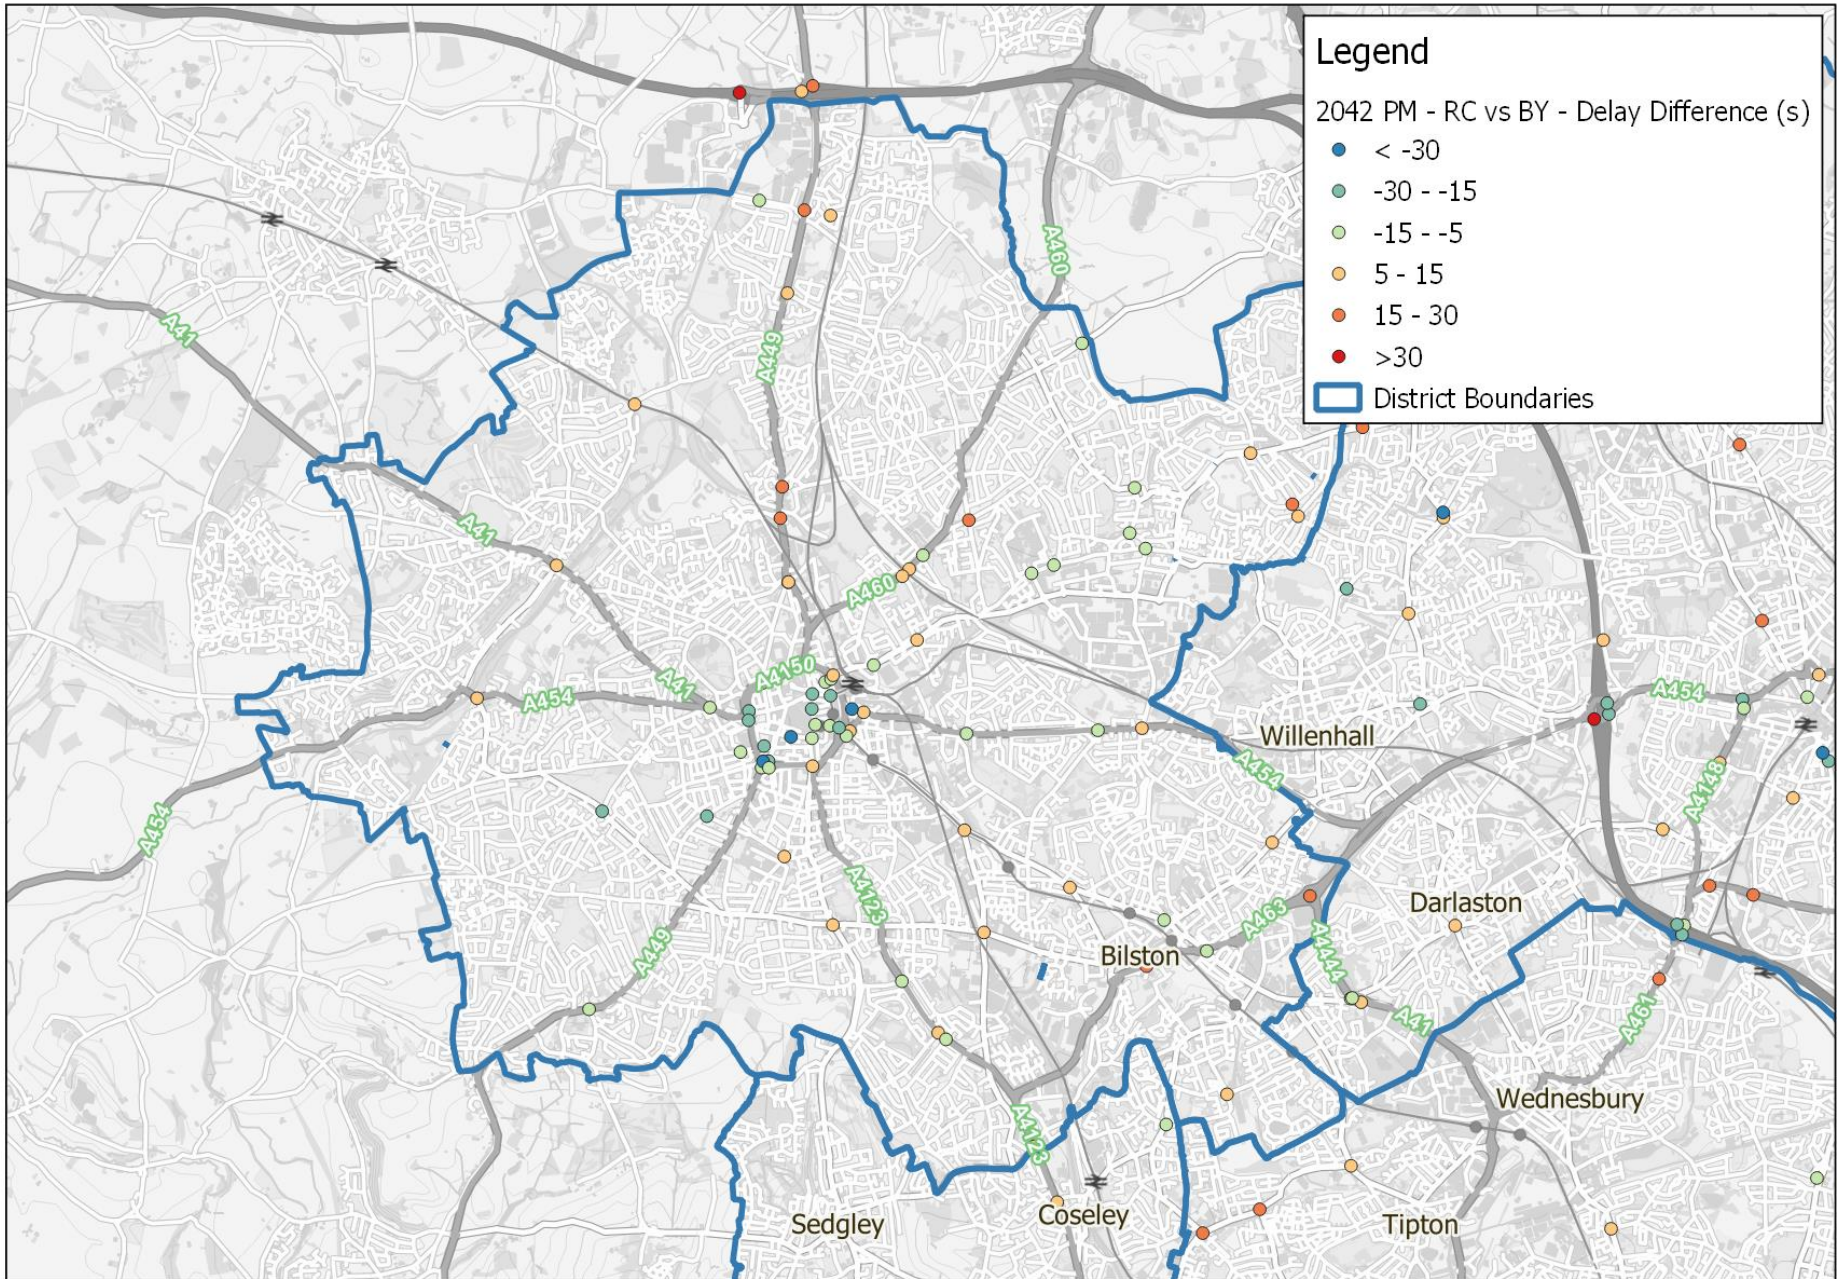 Legend
2042 PM - RC vs BY - Delay Difference (s)
< -30
-30 - -15
-15 - -5
5 - 15
15 - 30
>30
District Boundaries
A460
A41
A449
A41
A460
A4150
A41
A454
A454
Willenhall
A454
A4148
A454
A4123
Darlaston
A463
A449
A4444
Bilston
A41
A461
Wednesbury
A4123
Sedgley
Coseley
Tipton